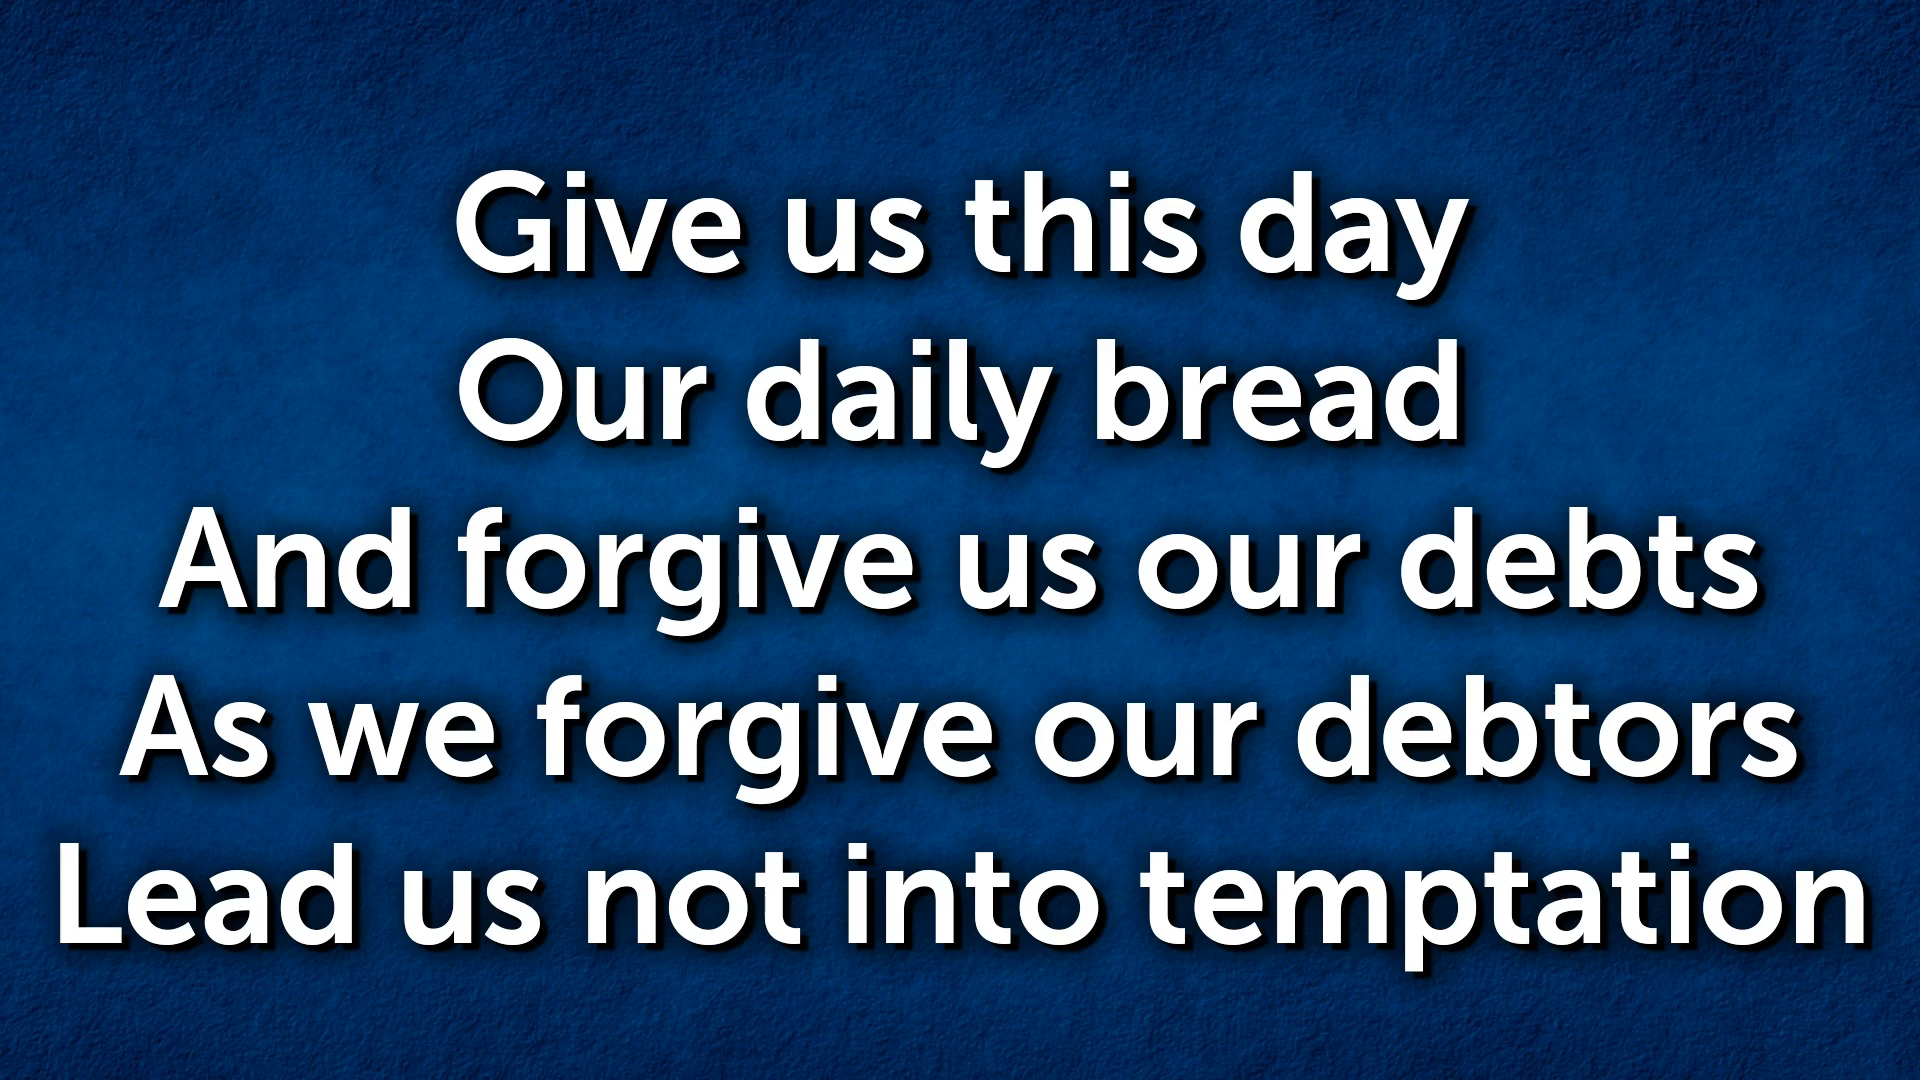 Give us this day
Our daily bread
And forgive us our debts
As we forgive our debtors
Lead us not into temptation